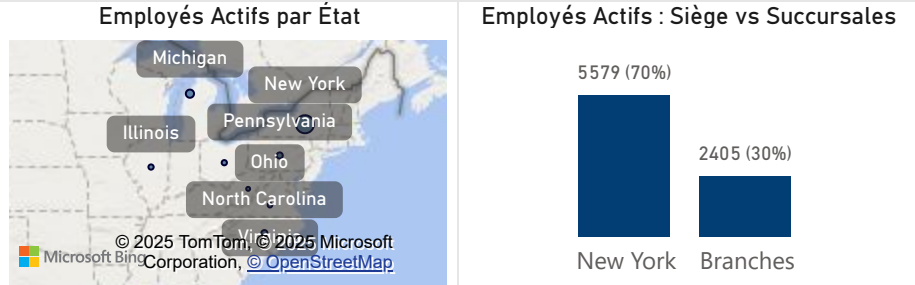 Employés Actifs par État
Michigan
New York
Pennsylvania
Illinois
Ohio
North Carolina
Virginia
© 2025 TomTom, © 2025 Microsoft
Microsoft Bing
Corporation, © OpenStreetMap
Employés Actifs : Siège vs Succursales
5579 (70%)
2405 (30%)
New York
Branches